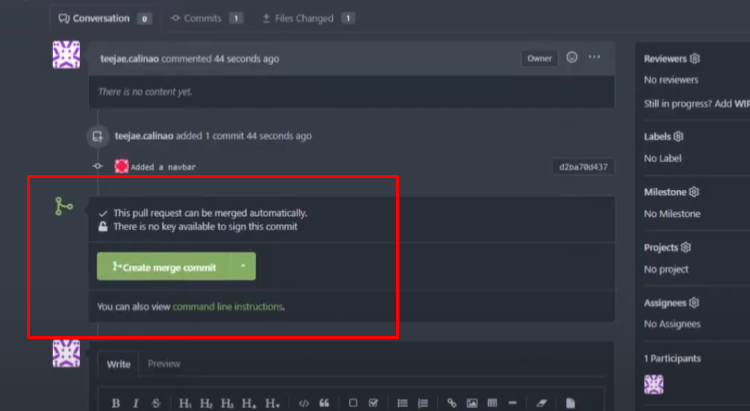 Conversation 0 Commits 1 Files Changed 1
teejae.calinao commented 44 seconds ago Owner
There is no content yet.
teejae.calinao added 1 commit 44 seconds ago
Added a navbar d2ba70d437
This pull request can be merged automatically.
There is no key available to sign this commit
Create merge commit
You can also view command line instructions.
Write Preview
B I S H1 H2 H3
Reviewers
No reviewers
Still in progress? Add WIP
Labels
No Label
Milestone
No Milestone
Projects
No project
Assignees
No Assignees
1 Participants